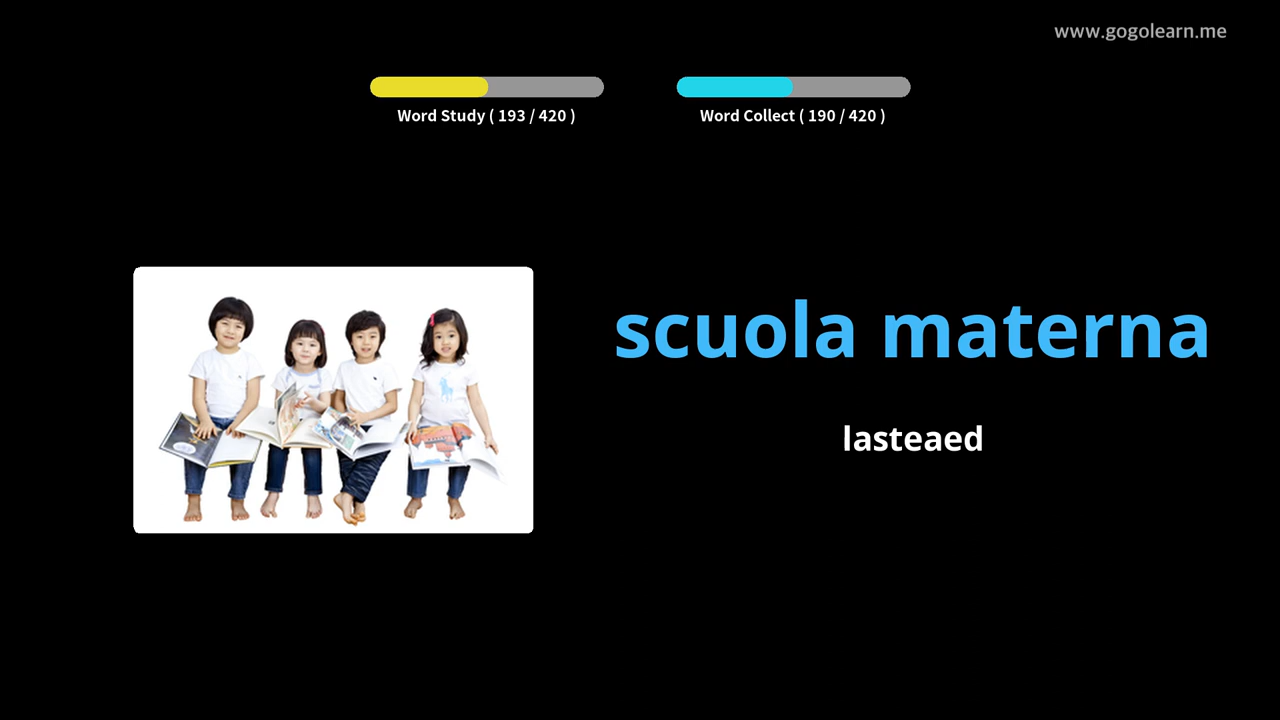 www.gogolearn.me
Word Study ( 193 / 420 )
Word Collect ( 190 / 420 )
scuola materna
lasteaed